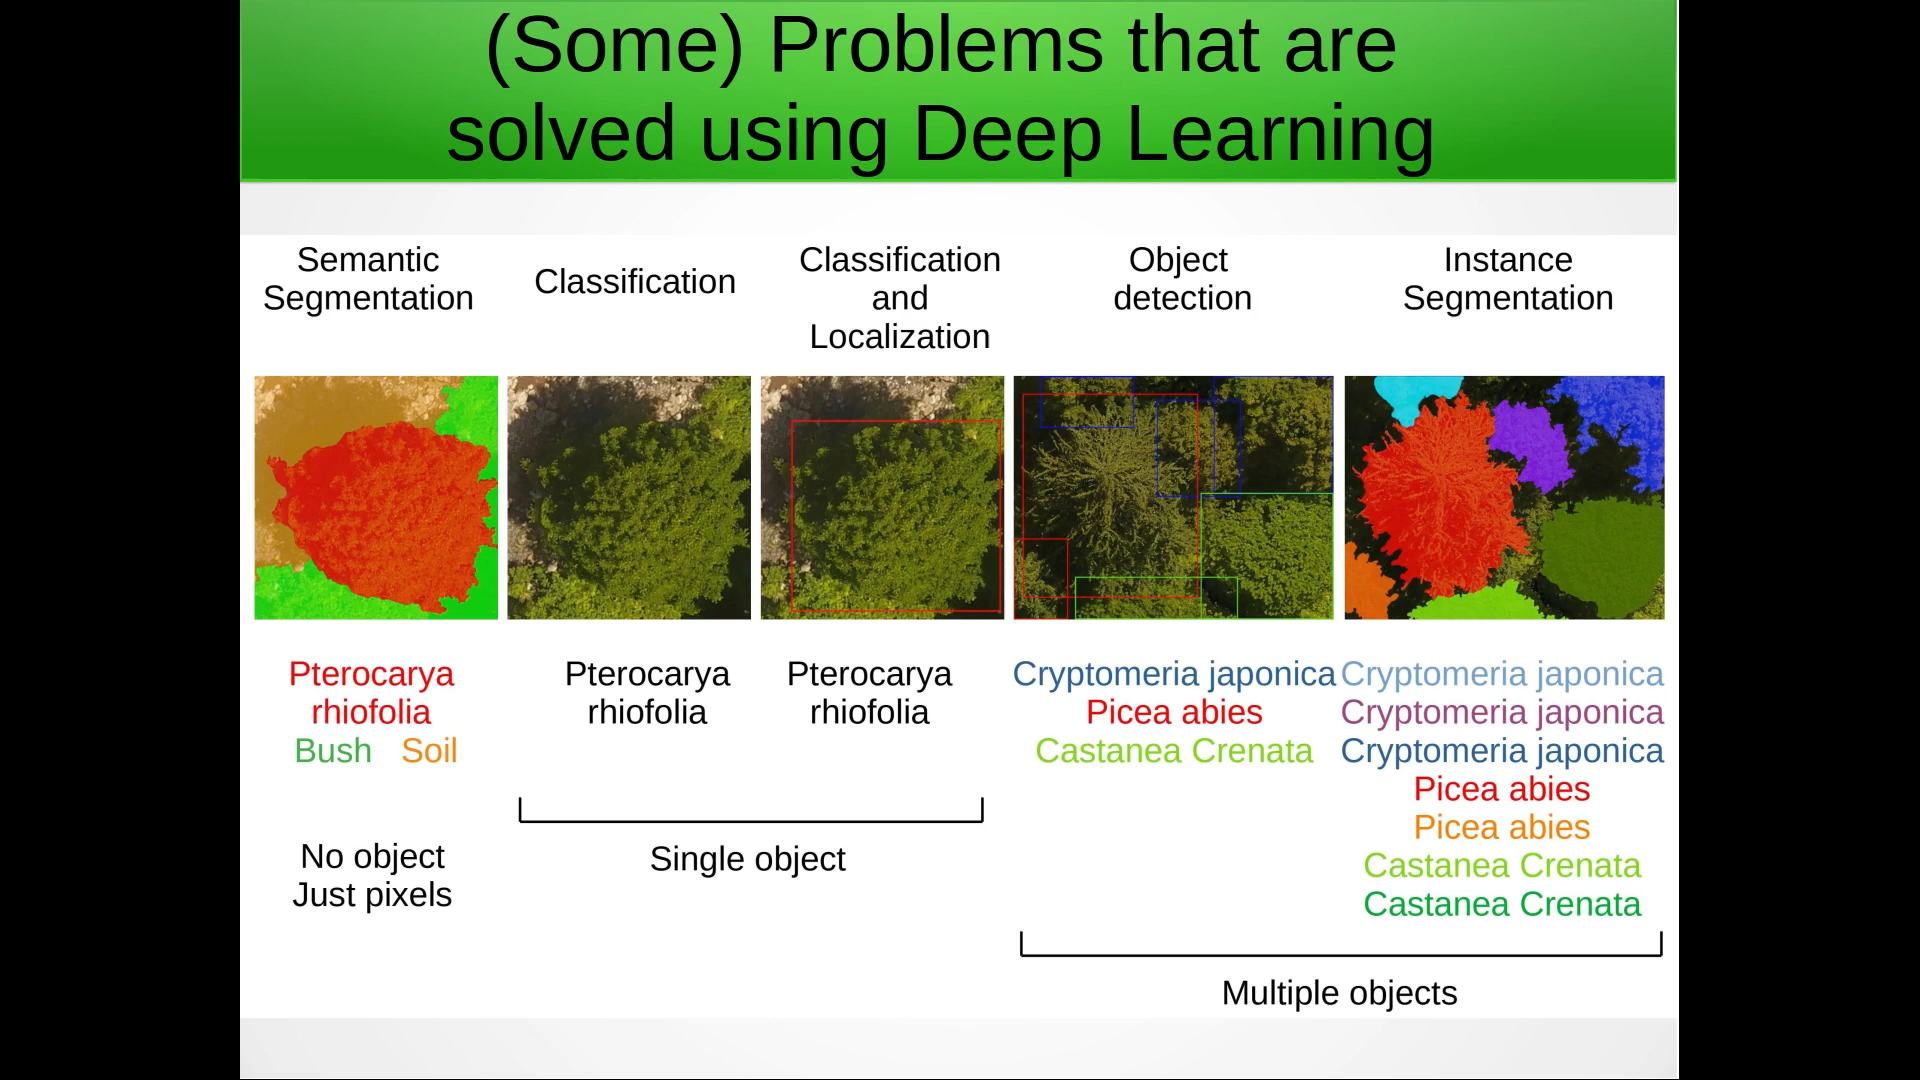 (Some) Problems that are
solved using Deep Learning
Semantic
Segmentation
Classification
Classification
and
Localization
Object
detection
Instance
Segmentation
Pterocarya
rhiofolia
Bush Soil
No object
Just pixels
Pterocarya
rhiofolia
Pterocarya
rhiofolia
Single object
Cryptomeria japonica
Picea abies
Castanea Crenata
Cryptomeria japonica
Cryptomeria japonica
Cryptomeria japonica
Picea abies
Picea abies
Castanea Crenata
Castanea Crenata
Multiple objects